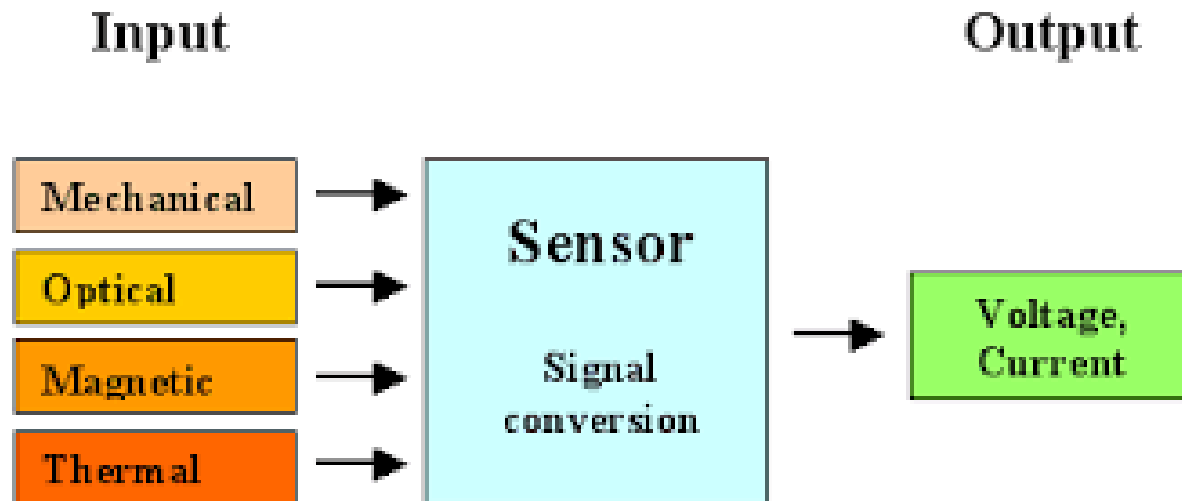 Input
Output
Mechanical
Optical
Magnetic
Thermal
Sensor
Signal
conversion
Voltage,
Current